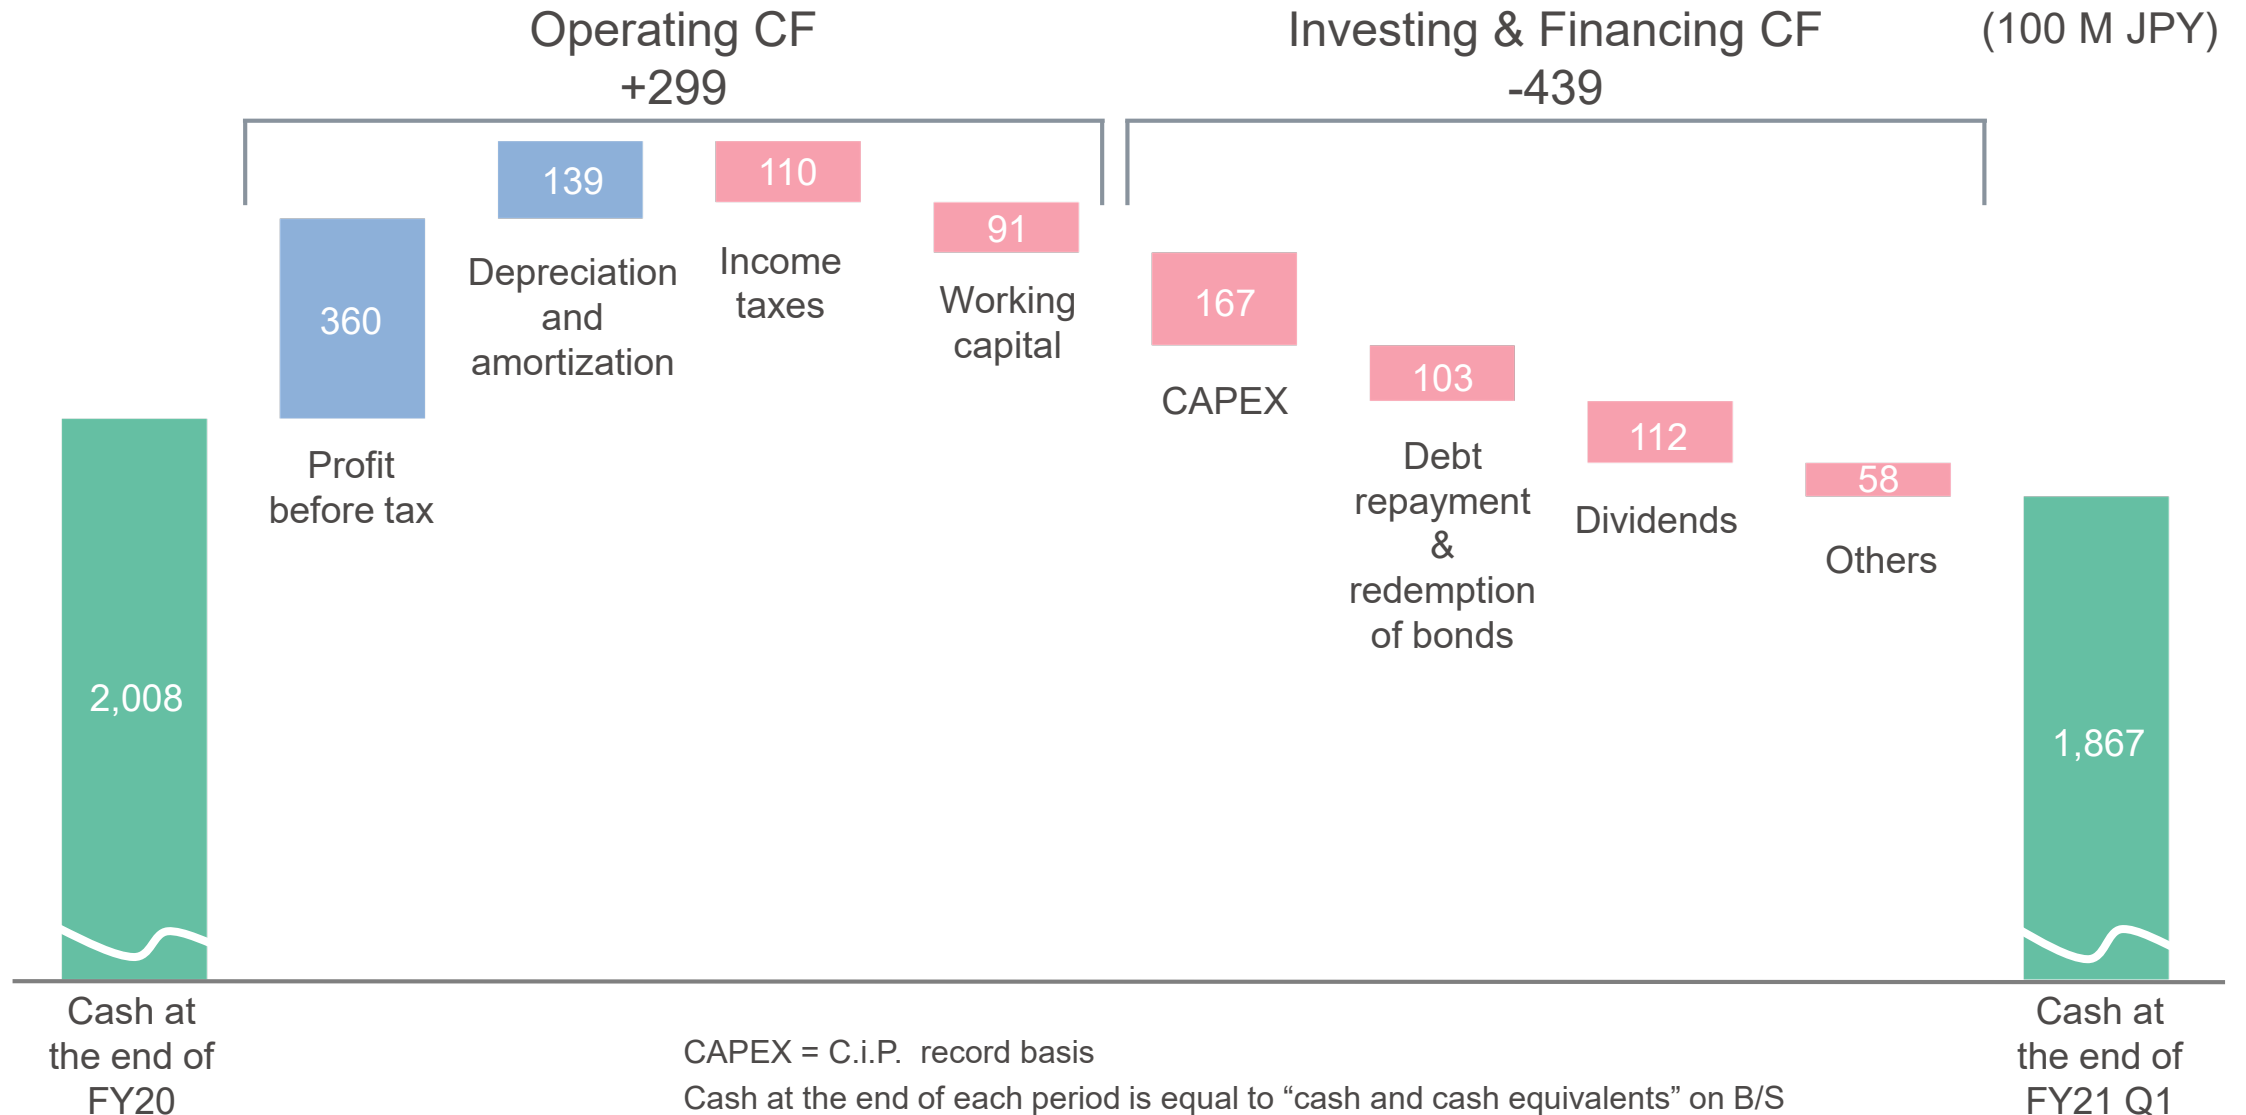 Operating CF
+299
Investing & Financing CF
-439
(100 M JPY)
2,008
Cash at
the end of
FY20
360
Profit
before tax
139
Depreciation
and
amortization
110
Income
taxes
91
Working
capital
167
CAPEX
103
Debt
repayment
&
redemption
of bonds
112
Dividends
58
Others
1,867
Cash at
the end of
FY21 Q1
CAPEX = C.i.P. record basis
Cash at the end of each period is equal to “cash and cash equivalents” on B/S